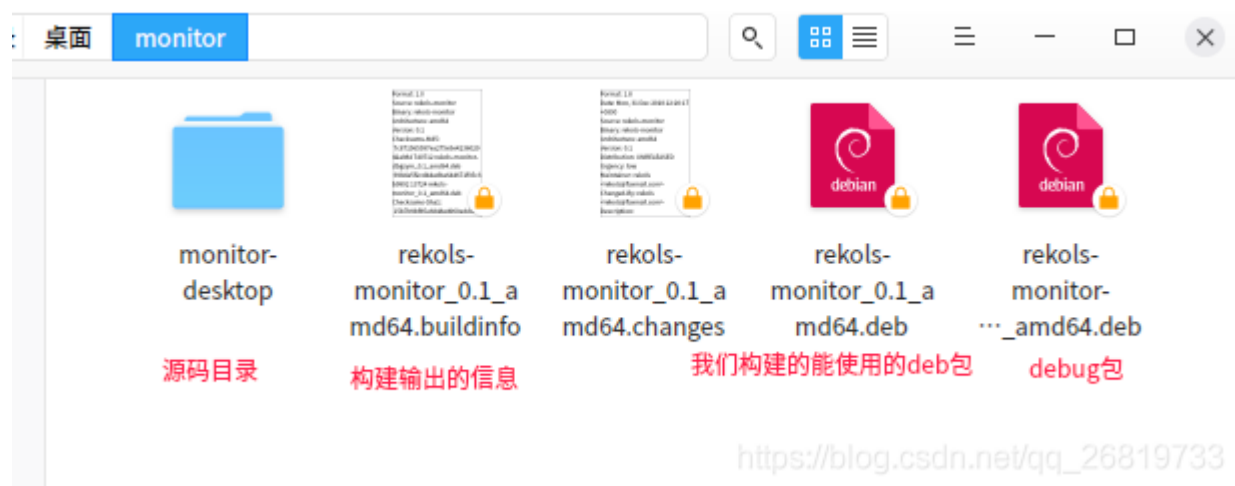 桌面 monitor
debian
debian
monitor-
desktop
rekols-
monitor_0.1_a
md64.buildinfo
rekols-
monitor_0.1_a
md64.changes
rekols-
monitor_0.1_a
md64.deb
rekols-
monitor-
…_amd64.deb
源码目录
构建输出的信息
我们构建的能使用的deb包
debug包
https://blog.csdn.net/qq_26819733